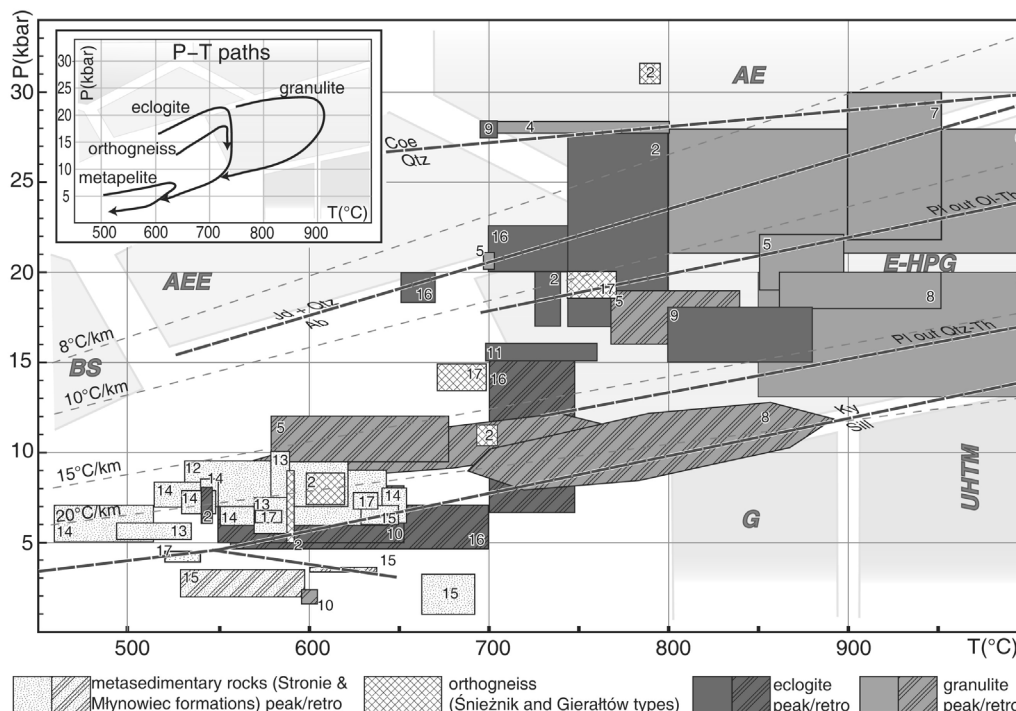 P(kbar)
30
25
20
15
10
5
P–T paths
P(kbar)
30
25
20
15
10
5
granulite
eclogite
orthogneiss
metapelite
T(°C)
500 600 700 800 900
AE
2
9
4
7
Coe
Qtz
2
AEE
16
5
16
2
Pl out Ol-Th
5
E-HPG
17
5
8
Jd + Qtz
Ab
9
8°C/km
BS
10°C/km
11
17
16
Pl out Qtz-Th
5
2
8
Ky
Sill
15°C/km
12
13
14
14
14
2
2
13
14
17
17
14
15
20°C/km
14
13
10
16
2
17
15
15
10
15
G
UHTM
500 600 700 800 900 T(°C)
metasedimentary rocks (Stronie &
Młynowiec formations) peak/retro
orthogneiss
(Śnieżnik and Gierałtów types)
eclogite
peak/retro
granulite
peak/retro